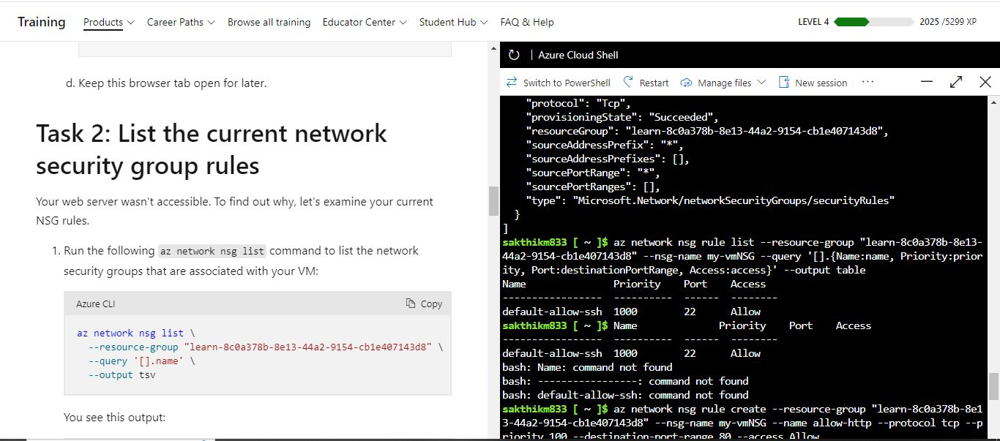 Training
Products
Career Paths
Browse all training
Educator Center
Student Hub
FAQ & Help
LEVEL 4
2025 /5299 XP
d. Keep this browser tab open for later.
Task 2: List the current network
security group rules
Your web server wasn't accessible. To find out why, let's examine your current
NSG rules.
1. Run the following az network nsg list command to list the network
security groups that are associated with your VM:
Azure CLI
Copy
az network nsg list \
--resource-group "learn-8c0a378b-8e13-44a2-9154-cb1e407143d8" \
--query '[].name' \
--output tsv
You see this output:
Azure Cloud Shell
Switch to PowerShell
Restart
Manage files
New session
"protocol": "Tcp",
"provisioningState": "Succeeded",
"resourceGroup": "learn-8c0a378b-8e13-44a2-9154-cb1e407143d8",
"sourceAddressPrefix": "*",
"sourceAddressPrefixes": [],
"sourcePortRange": "*",
"sourcePortRanges": [],
"type": "Microsoft.Network/networkSecurityGroups/securityRules"
}
]
sakthikm833 [ ~ ]$ az network nsg rule list --resource-group "learn-8c0a378b-8e13-
44a2-9154-cb1e407143d8" --nsg-name my-vmNSG --query '[].{Name:name, Priority:prior
ity, Port:destinationPortRange, Access:access}' --output table
Name Priority Port Access
----------------- ---------- ------ --------
default-allow-ssh 1000 22 Allow
sakthikm833 [ ~ ]$ Name Priority Port Access
----------------- ---------- ------ --------
default-allow-ssh 1000 22 Allow
bash: Name: command not found
bash: -----------------: command not found
bash: default-allow-ssh: command not found
sakthikm833 [ ~ ]$ az network nsg rule create --resource-group "learn-8c0a378b-8e1
3-44a2-9154-cb1e407143d8" --nsg-name my-vmNSG --name allow-http --protocol tcp --p
riority 100 --destination-port-range 80 --access Allow